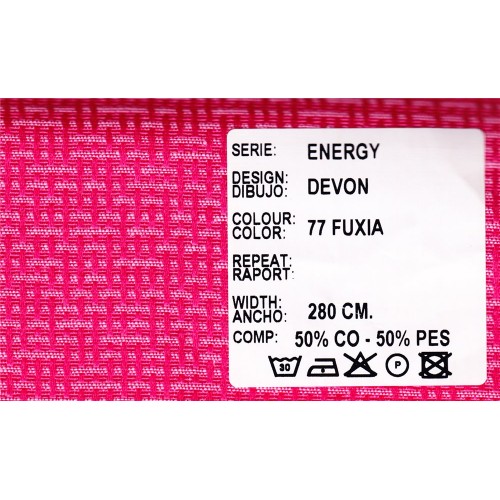 SERIE: ENERGY
DESIGN:
DIBUJO: DEVON
COLOUR:
COLOR: 77 FUXIA
REPEAT:
RAPORT:
WIDTH:
ANCHO: 280 CM.
COMP: 50% CO - 50% PES
30 P